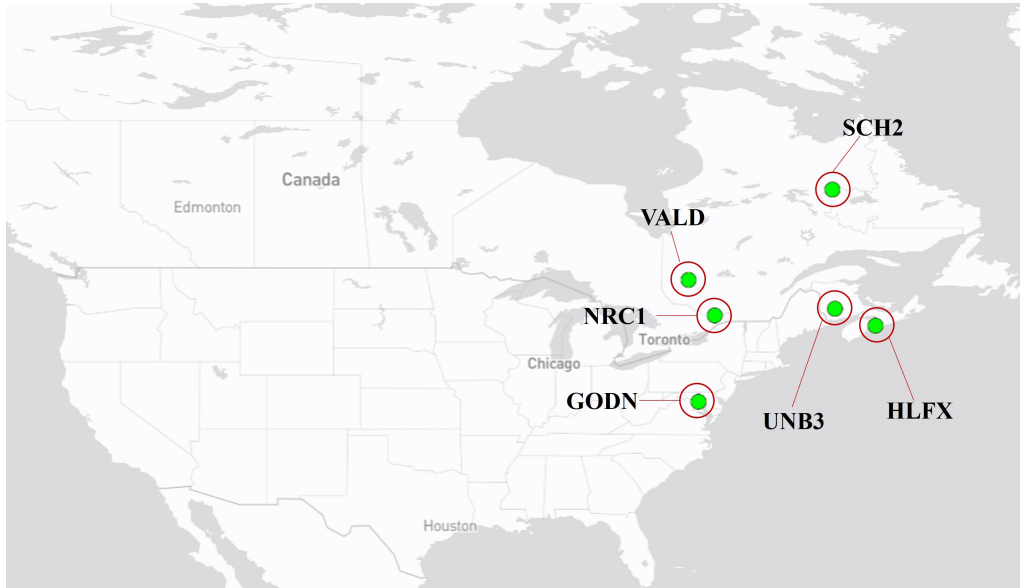 SCH2
Canada
Edmonton
VALD
NRC1
Toronto
Chicago
GODN
UNB3
HLFX
Houston